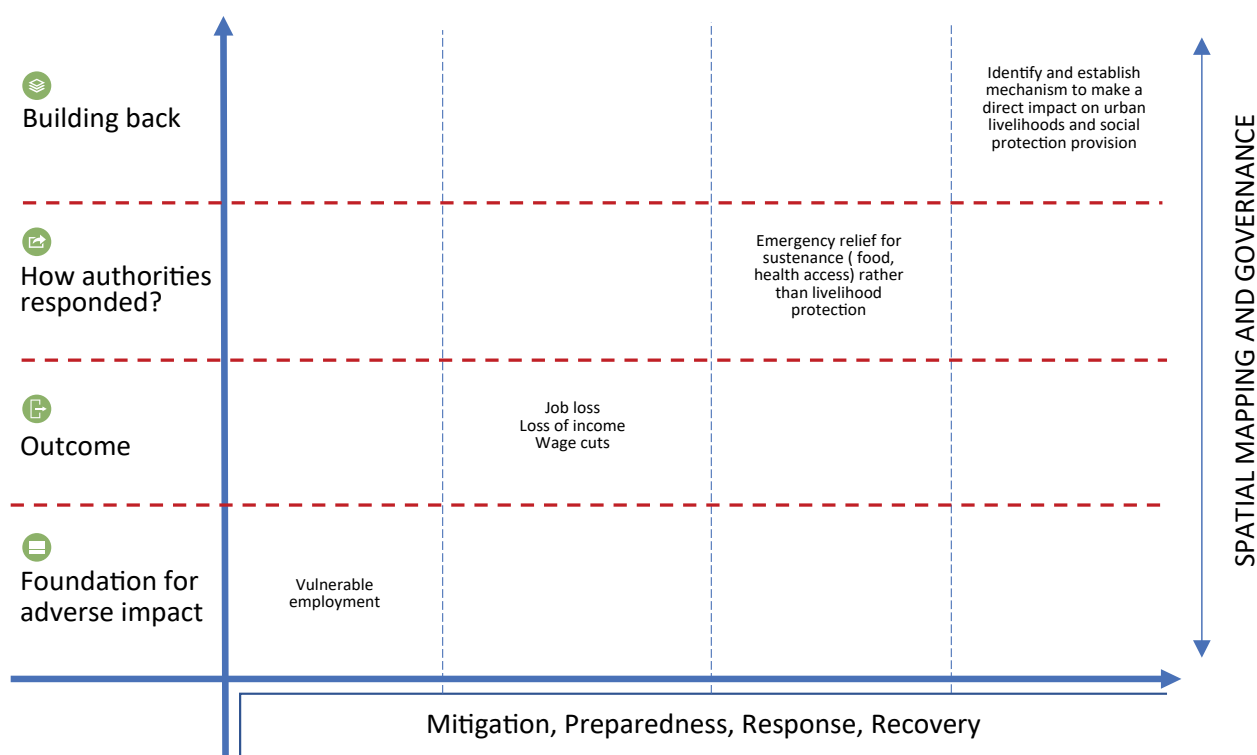 Building back
Identify and establish
mechanism to make a
direct impact on urban
livelihoods and social
protection provision
How authorities
responded?
Emergency relief for
sustenance ( food,
health access) rather
than livelihood
protection
Outcome
Job loss
Loss of income
Wage cuts
Foundation for
adverse impact
Vulnerable
employment
Mitigation, Preparedness, Response, Recovery
SPATIAL MAPPING AND GOVERNANCE